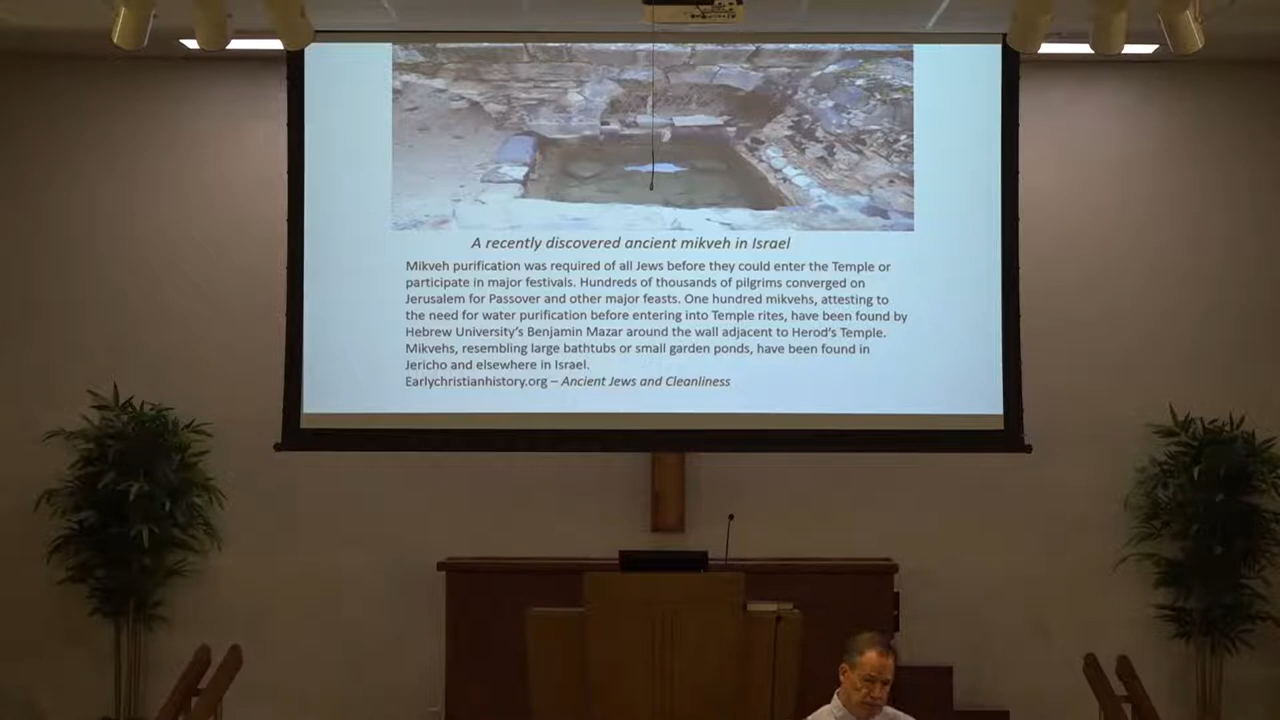 A recently discovered ancient mikveh in Israel
Mikveh purification was required of all Jews before they could enter the Temple or
participate in major festivals. Hundreds of thousands of pilgrims converged on
Jerusalem for Passover and other major feasts. One hundred mikvehs, attesting to
the need for water purification before entering into Temple rites, have been found by
Hebrew University's Benjamin Mazar around the wall adjacent to Herod's Temple.
Mikvehs, resembling large bathtubs or small garden ponds, have been found in
Jericho and elsewhere in Israel.
Earlychristianhistory.org – Ancient Jews and Cleanliness